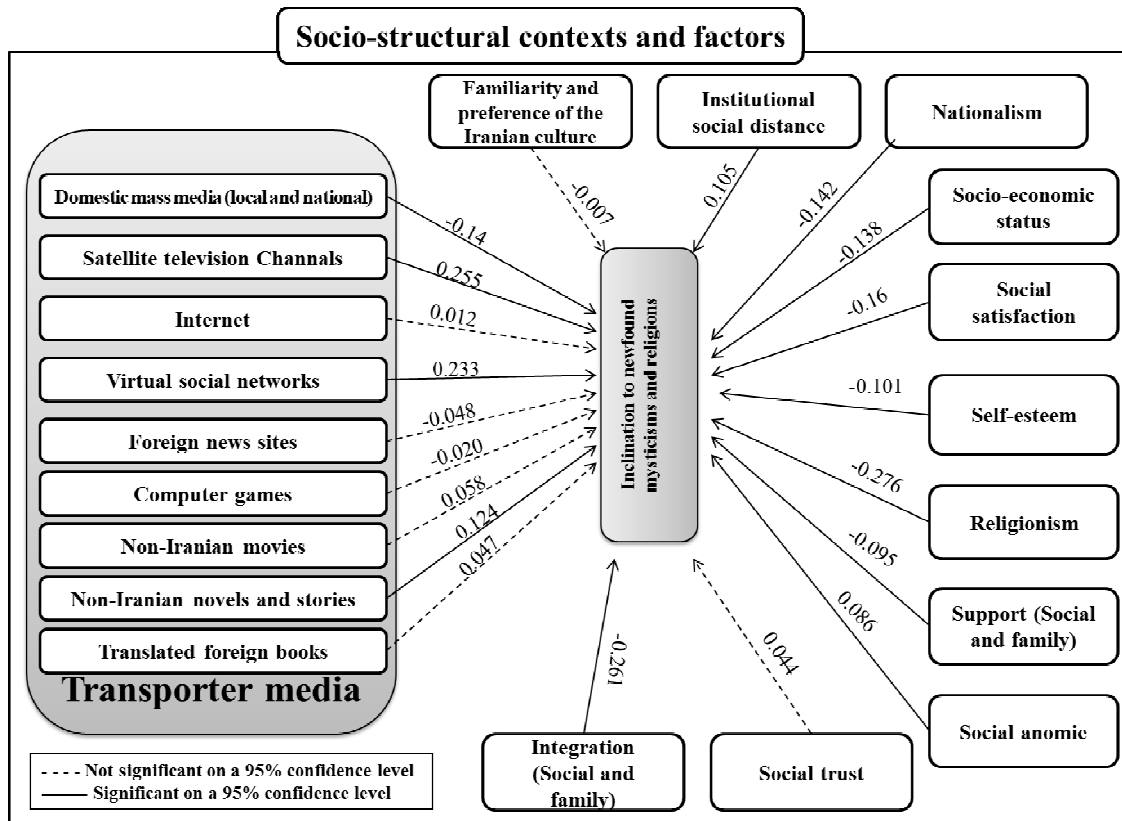 Socio-structural contexts and factors
Familiarity and
preference of the
Iranian culture
Institutional
social distance
Nationalism
Domestic mass media (local and national)
Satellite television Channals
Internet
Virtual social networks
Foreign news sites
Computer games
Non-Iranian movies
Non-Iranian novels and stories
Translated foreign books
Transporter media
-0.14
0.255
0.012
0.233
-0.048
-0.020
0.058
0.124
0.047
-0.007
0.105
-0.142
-0.138
-0.16
-0.101
-0.276
-0.095
0.086
-0.261
0.044
Inclination to newfound
mysticisms and religions
Socio-economic
status
Social
satisfaction
Self-esteem
Religionism
Support (Social
and family)
Social anomic
Integration
(Social and
family)
Social trust
---- Not significant on a 95% confidence level
—— Significant on a 95% confidence level